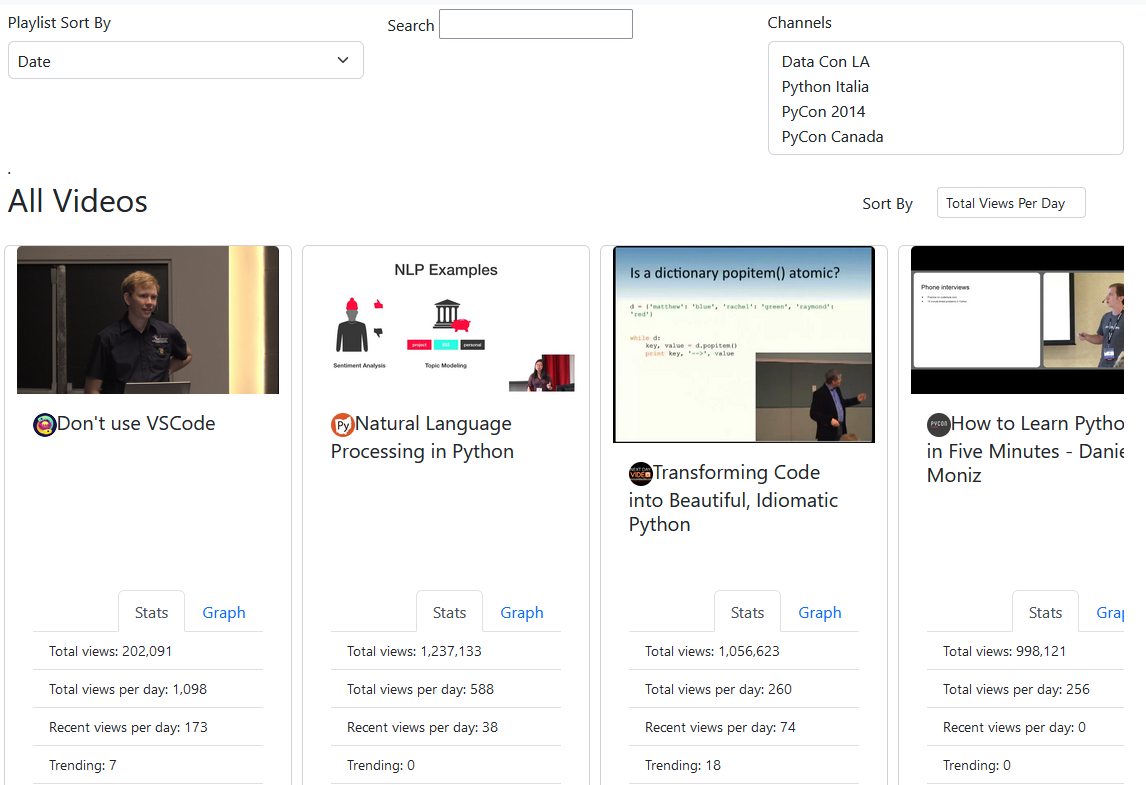 Playlist Sort By
Search
Channels
Date
Data Con LA
Python Italia
PyCon 2014
PyCon Canada
.
All Videos
Sort By
Total Views Per Day
NLP Examples
project
personal
Sentiment Analysis
Topic Modeling
Is a dictionary popitem() atomic?
d = {'matthew': 'blue', 'rachel': 'green', 'raymond':
'red'}
while d:
key, value = d.popitem()
print key, '-->', value
Phone interviews
Don't use VSCode
Py
Natural Language
Processing in Python
NEXT DAY
VIDEO
Transforming Code
into Beautiful, Idiomatic
Python
PYCON
How to Learn Pytho
in Five Minutes - Danie
Moniz
Stats
Graph
Total views: 202,091
Total views per day: 1,098
Recent views per day: 173
Trending: 7
Stats
Graph
Total views: 1,237,133
Total views per day: 588
Recent views per day: 38
Trending: 0
Stats
Graph
Total views: 1,056,623
Total views per day: 260
Recent views per day: 74
Trending: 18
Stats
Grap
Total views: 998,121
Total views per day: 256
Recent views per day: 0
Trending: 0